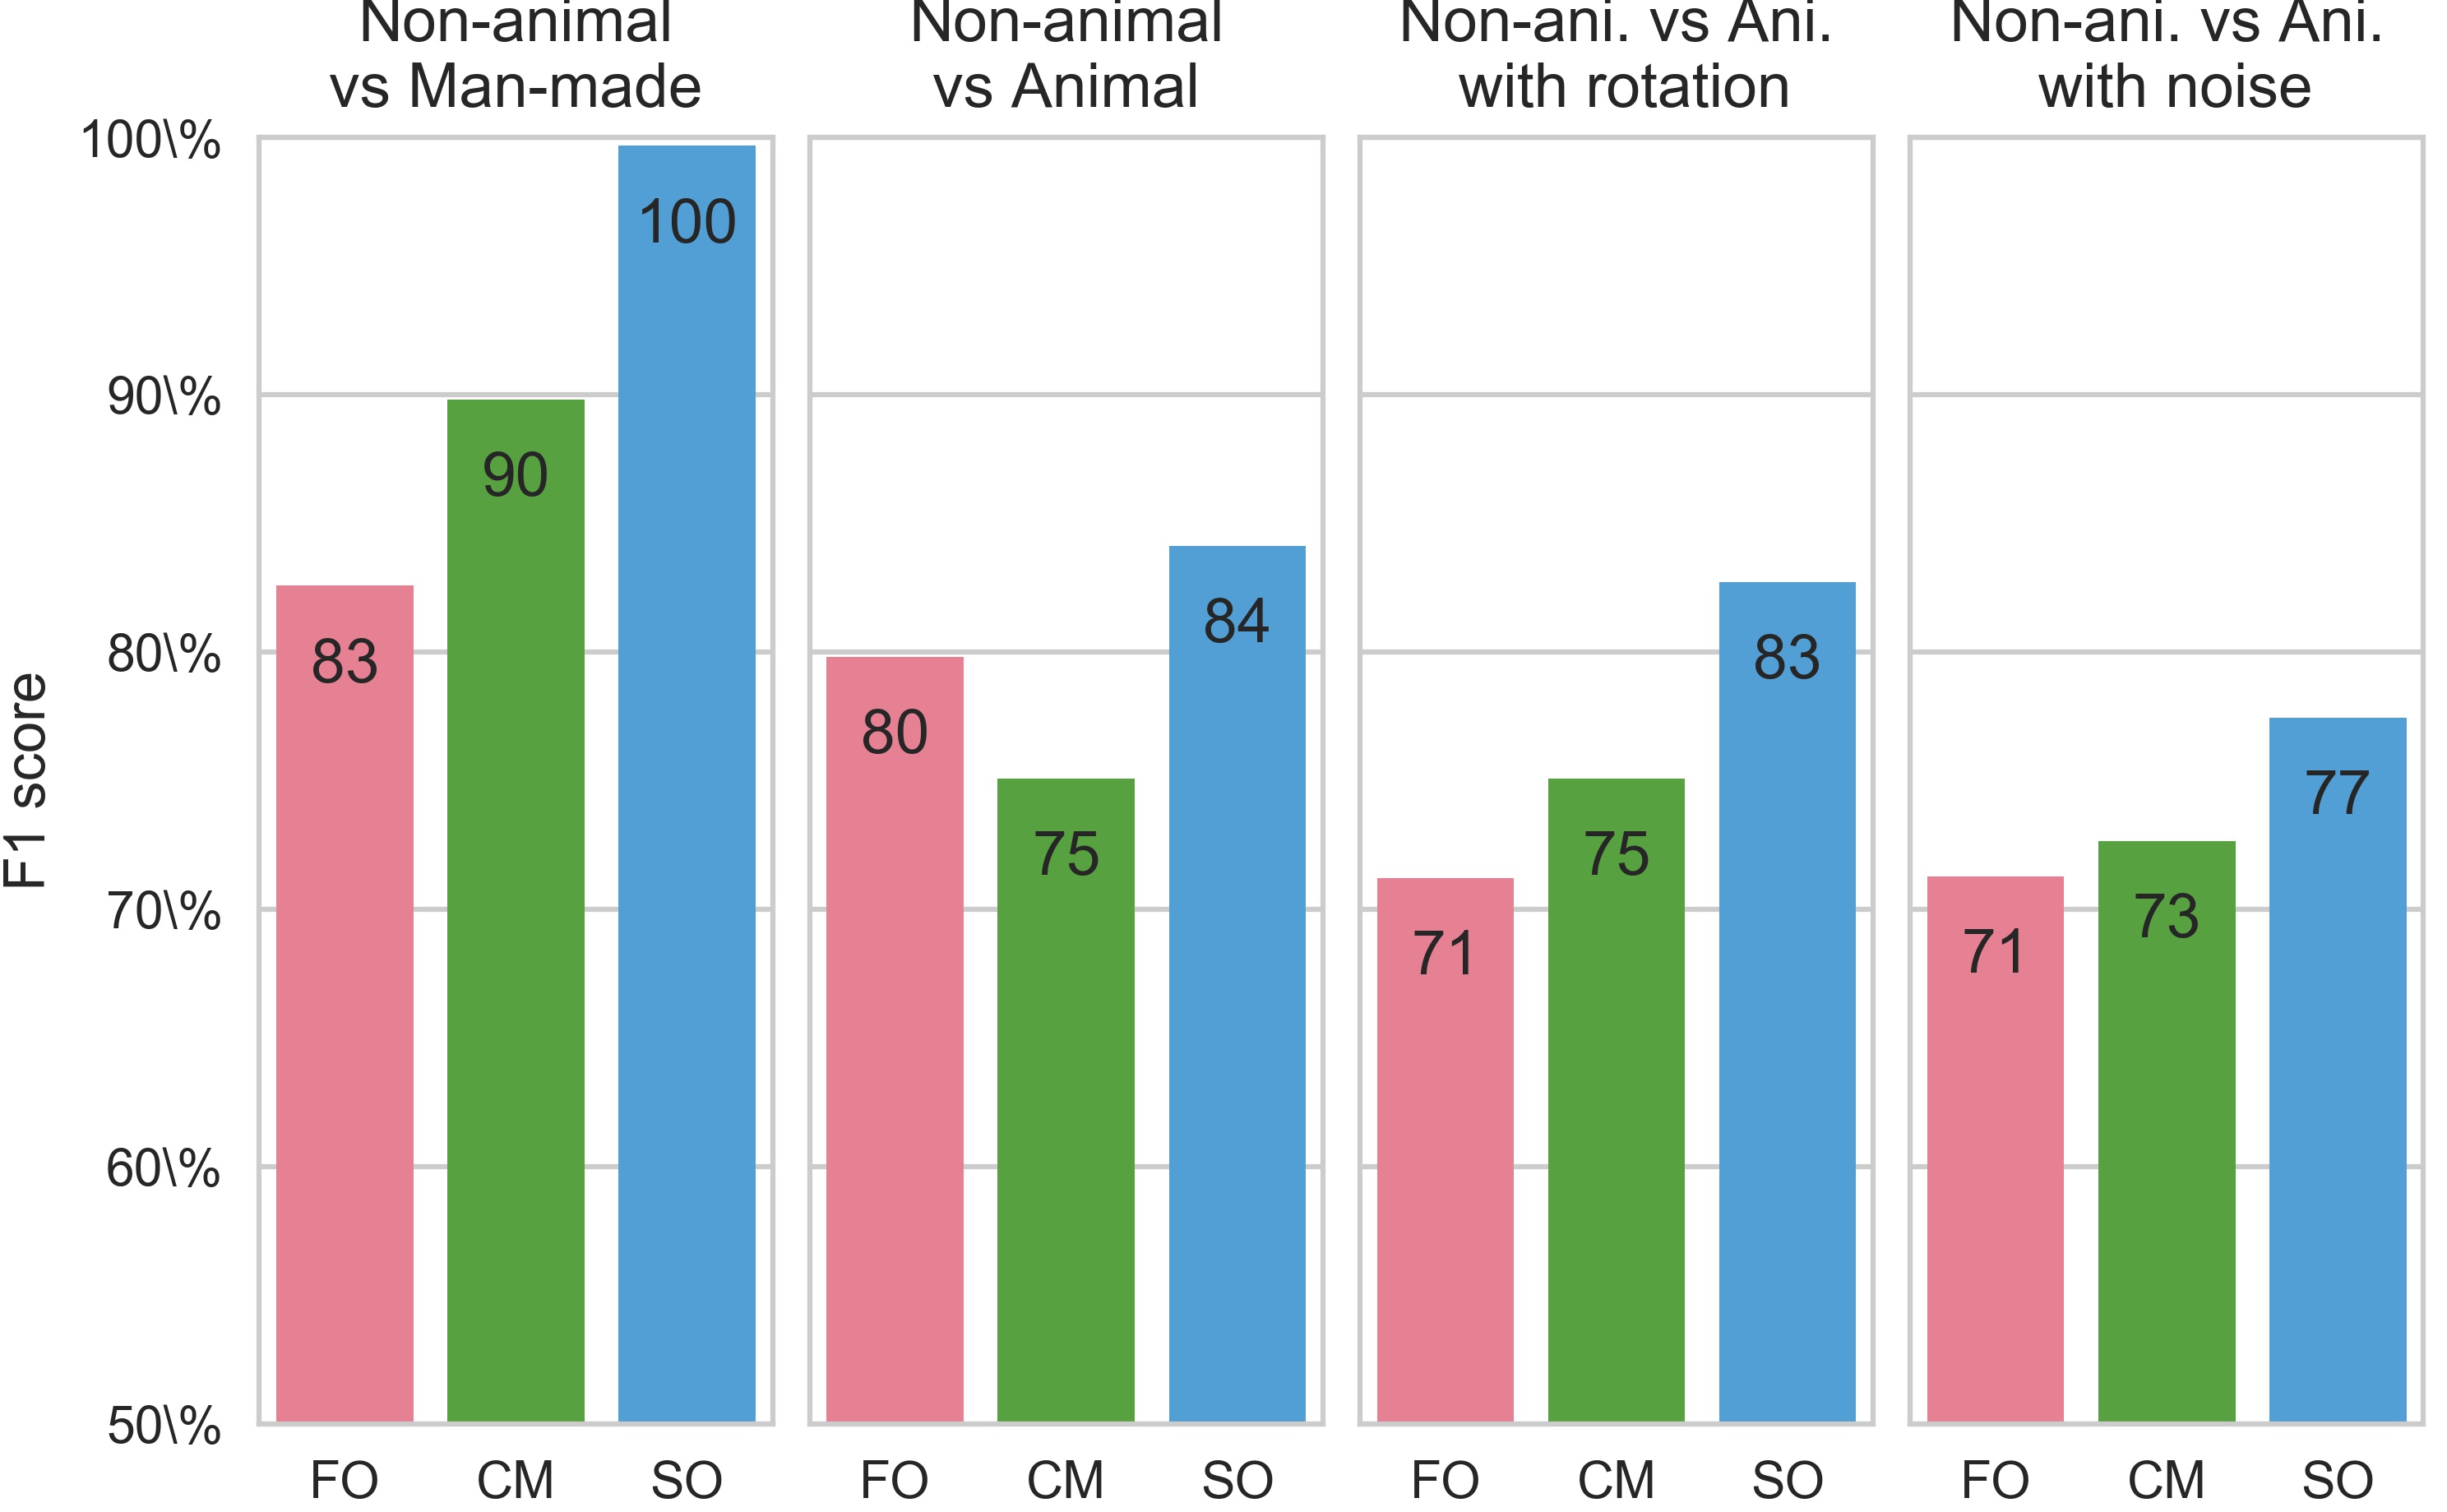 Non-animal
vs Man-made
Non-animal
vs Animal
Non-ani. vs Ani.
with rotation
Non-ani. vs Ani.
with noise
F1 score
100\%
90\%
80\%
70\%
60\%
50\%
83
90
100
80
75
84
71
75
83
71
73
77
FO CM SO
FO CM SO
FO CM SO
FO CM SO